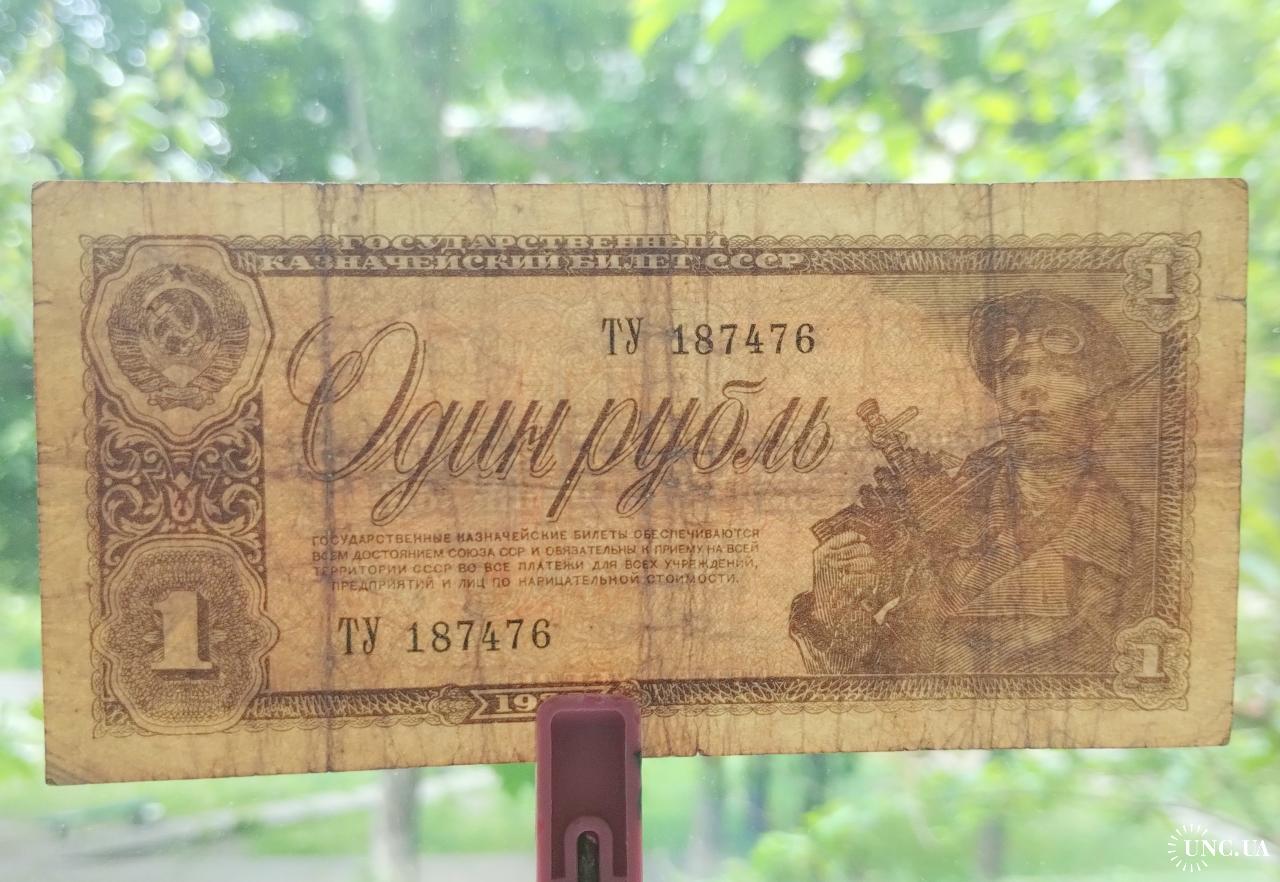 ГОСУДАРСТВЕННЫЙ
КАЗНАЧЕЙСКИЙ БИЛЕТ СССР
1
ТУ 187476
Один рубль
ГОСУДАРСТВЕННЫЕ КАЗНАЧЕЙСКИЕ БИЛЕТЫ ОБЕСПЕЧИВАЮТСЯ
ВСЕМ ДОСТОЯНИЕМ СОЮЗА ССР И ОБЯЗАТЕЛЬНЫ К ПРИЕМУ НА ВСЕЙ
ТЕРРИТОРИИ СССР ВО ВСЕ ПЛАТЕЖИ ДЛЯ ВСЕХ УЧРЕЖДЕНИЙ,
ПРЕДПРИЯТИЙ И ЛИЦ ПО НАРИЦАТЕЛЬНОЙ СТОИМОСТИ.
1
ТУ 187476
1
19
UNC.UA